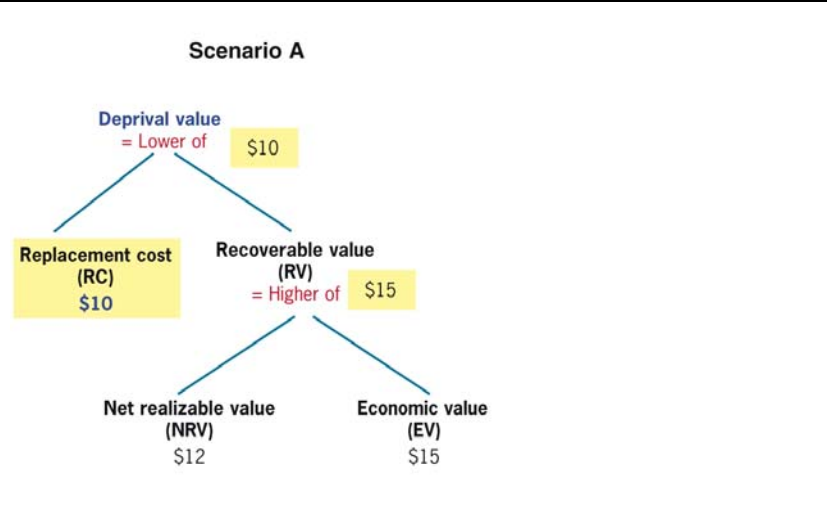 Scenario A
Deprival value
= Lower of
$10
Replacement cost
(RC)
$10
Recoverable value
(RV)
= Higher of
$15
Net realizable value
(NRV)
$12
Economic value
(EV)
$15